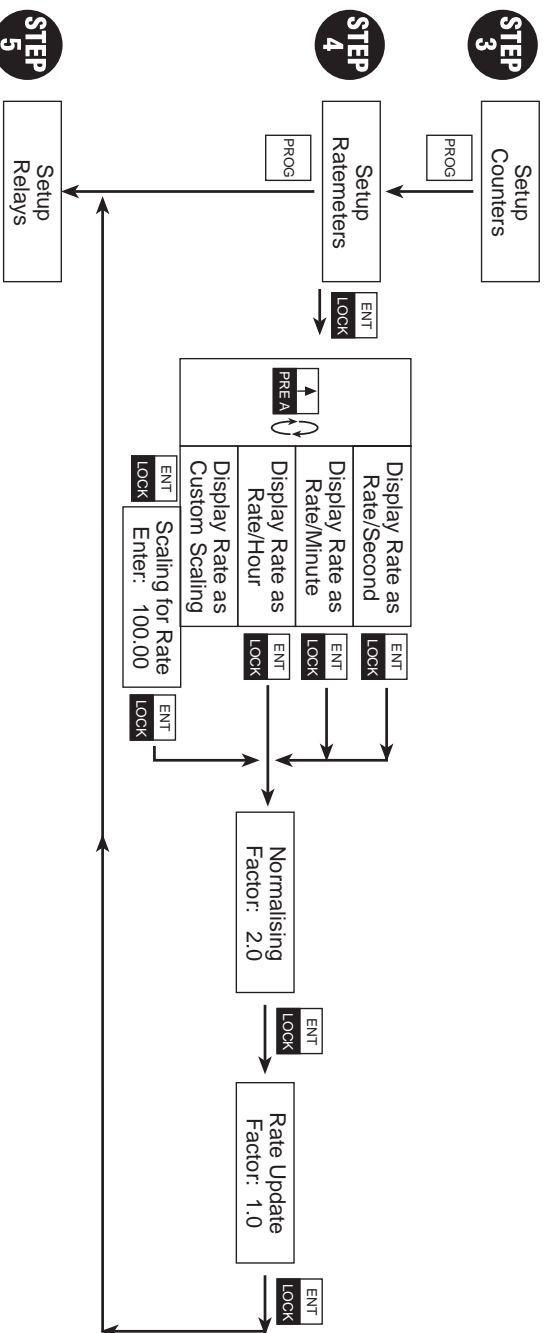 STEP
3
Setup
Counters
PROG
STEP
4
Setup
Ratemeters
ENT
LOCK
PRE A
Display Rate as
Rate/Second
ENT
LOCK
Display Rate as
Rate/Minute
ENT
LOCK
Display Rate as
Rate/Hour
ENT
LOCK
Display Rate as
Custom Scaling
ENT
LOCK
Scaling for Rate
Enter: 100.00
ENT
LOCK
Normalising
Factor: 2.0
ENT
LOCK
Rate Update
Factor: 1.0
ENT
LOCK
PROG
STEP
5
Setup
Relays